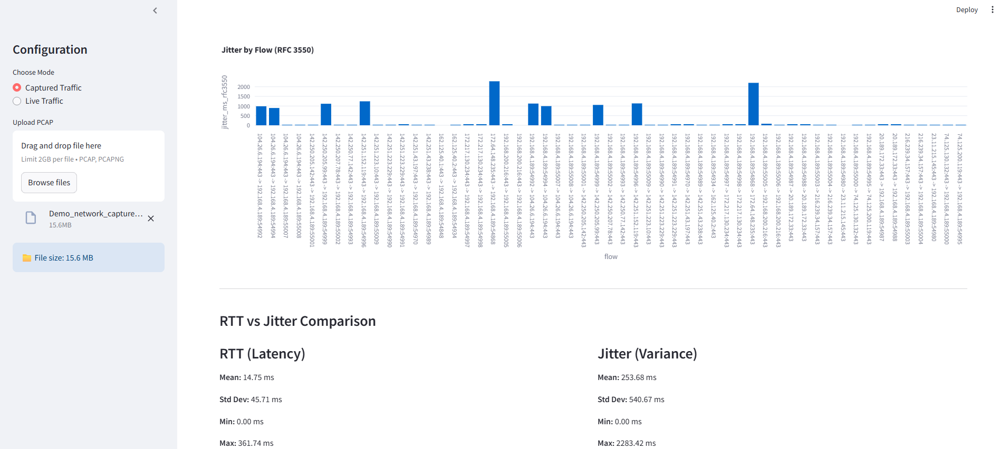 Deploy
Configuration
Choose Mode
Captured Traffic
Live Traffic
Upload PCAP
Drag and drop file here
Limit 2GB per file • PCAP, PCAPNG
Browse files
Demo_network_capture...
15.6MB
File size: 15.6 MB
Jitter by Flow (RFC 3550)
jitter_ms_rfc3550
2000
1500
1000
500
0
104.26.6.194:443 -> 192.168.4.189:54992
104.26.6.194:443 -> 192.168.4.189:54994
104.26.6.194:443 -> 192.168.4.189:55007
104.26.6.194:443 -> 192.168.4.189:55008
142.250.205.142:443 -> 192.168.4.189:55001
142.250.205.99:443 -> 192.168.4.189:54999
142.250.207.78:443 -> 192.168.4.189:55002
142.250.77.142:443 -> 192.168.4.189:54993
142.251.152.119:443 -> 192.168.4.189:54996
142.251.223.10:443 -> 192.168.4.189:55009
142.251.223.229:443 -> 192.168.4.189:54990
142.251.223.229:443 -> 192.168.4.189:54991
142.251.43.197:443 -> 192.168.4.189:54970
142.251.43.238:443 -> 192.168.4.189:54989
162.125.40.1:443 -> 192.168.4.189:54848
162.125.40.2:443 -> 192.168.4.189:54934
172.217.130.234:443 -> 192.168.4.189:54997
172.217.130.234:443 -> 192.168.4.189:54998
172.64.148.235:443 -> 192.168.4.189:54868
192.168.200.216:443 -> 192.168.4.189:55005
192.168.200.216:443 -> 192.168.4.189:55006
192.168.4.189:54992 -> 104.26.6.194:443
192.168.4.189:54994 -> 104.26.6.194:443
192.168.4.189:55007 -> 104.26.6.194:443
192.168.4.189:55008 -> 104.26.6.194:443
192.168.4.189:55001 -> 142.250.205.142:443
192.168.4.189:54999 -> 142.250.205.99:443
192.168.4.189:55002 -> 142.250.207.78:443
192.168.4.189:54993 -> 142.250.77.142:443
192.168.4.189:54996 -> 142.251.152.119:443
192.168.4.189:55009 -> 142.251.223.10:443
192.168.4.189:54990 -> 142.251.223.229:443
192.168.4.189:54991 -> 142.251.223.229:443
192.168.4.189:54970 -> 142.251.43.197:443
192.168.4.189:54989 -> 142.251.43.238:443
192.168.4.189:54934 -> 162.125.40.2:443
192.168.4.189:54997 -> 172.217.130.234:443
192.168.4.189:54998 -> 172.217.130.234:443
192.168.4.189:54868 -> 172.64.148.235:443
192.168.4.189:55005 -> 192.168.200.216:443
192.168.4.189:55006 -> 192.168.200.216:443
192.168.4.189:54987 -> 20.189.172.33:443
192.168.4.189:54988 -> 20.189.172.33:443
192.168.4.189:55003 -> 216.239.34.157:443
192.168.4.189:55004 -> 216.239.34.157:443
192.168.4.189:54980 -> 23.11.215.145:443
192.168.4.189:55000 -> 74.125.130.132:443
192.168.4.189:54995 -> 74.125.200.119:443
20.189.172.33:443 -> 192.168.4.189:54987
20.189.172.33:443 -> 192.168.4.189:54988
216.239.34.157:443 -> 192.168.4.189:55003
216.239.34.157:443 -> 192.168.4.189:55004
23.11.215.145:443 -> 192.168.4.189:54980
74.125.130.132:443 -> 192.168.4.189:55000
74.125.200.119:443 -> 192.168.4.189:54995
flow
RTT vs Jitter Comparison
RTT (Latency)
Mean: 14.75 ms
Std Dev: 45.71 ms
Min: 0.00 ms
Max: 361.74 ms
Jitter (Variance)
Mean: 253.68 ms
Std Dev: 540.67 ms
Min: 0.00 ms
Max: 2283.42 ms